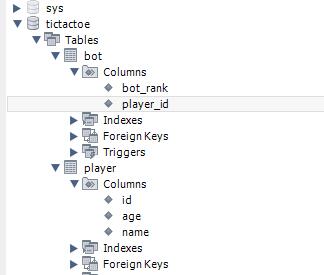 sys
tictactoe
Tables
bot
Columns
bot_rank
player_id
Indexes
Foreign Keys
Triggers
player
Columns
id
age
name
Indexes
Foreign Keys